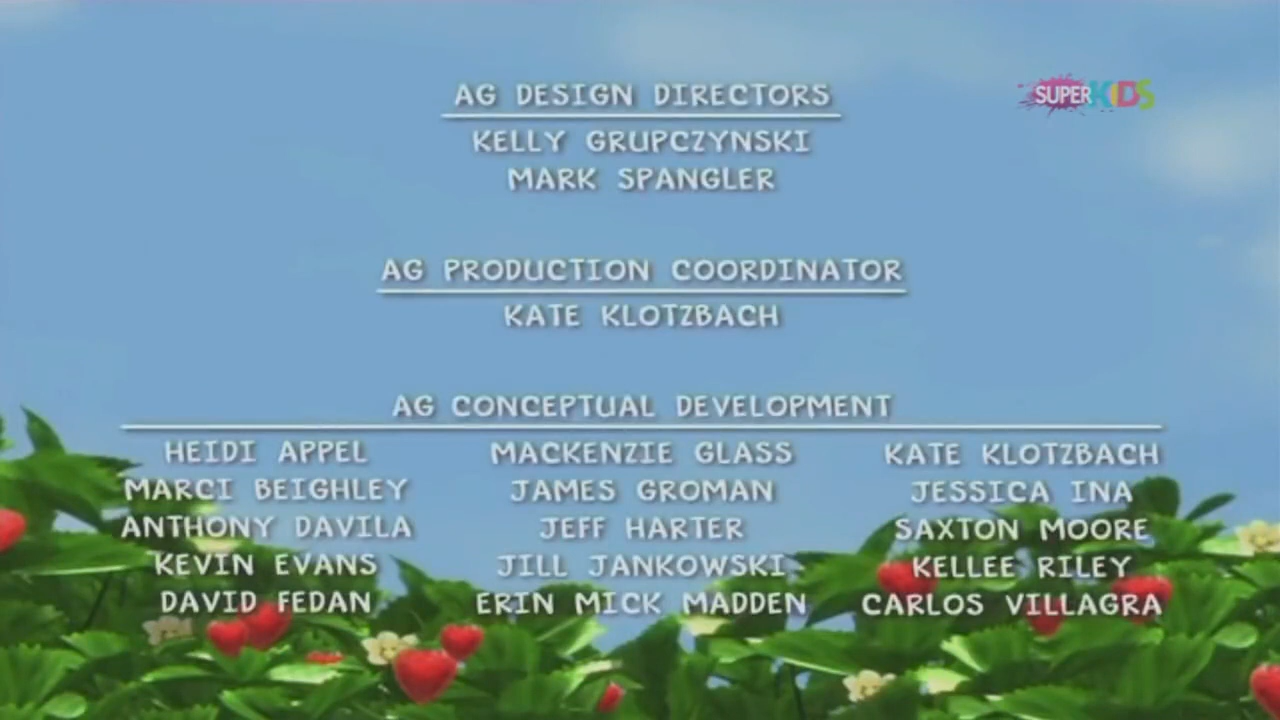 SUPER KIDS
AG DESIGN DIRECTORS
KELLY GRUPCZYNSKI
MARK SPANGLER
AG PRODUCTION COORDINATOR
KATE KLOTZBACH
AG CONCEPTUAL DEVELOPMENT
HEIDI APPEL
MARCI BEIGHLEY
ANTHONY DAVILA
KEVIN EVANS
DAVID FEDAN
MACKENZIE GLASS
JAMES GROMAN
JEFF HARTER
JILL JANKOWSKI
ERIN MICK MADDEN
KATE KLOTZBACH
JESSICA INA
SAXTON MOORE
KELLEE RILEY
CARLOS VILLAGRA